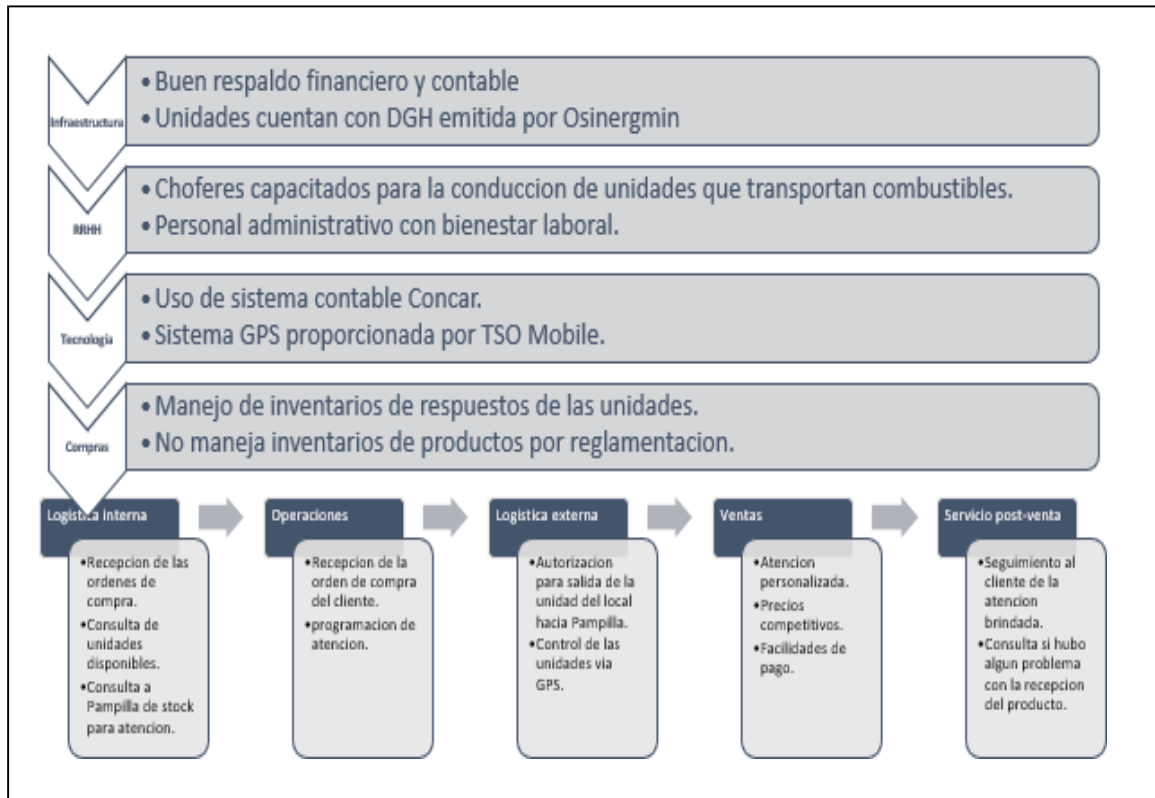 Infraestructura
•Buen respaldo financiero y contable
•Unidades cuentan con DGH emitida por Osinergmin
RRHH
•Choferes capacitados para la conduccion de unidades que transportan combustibles.
•Personal administrativo con bienestar laboral.
Tecnología
•Uso de sistema contable Concar.
•Sistema GPS proporcionada por TSO Mobile.
Compras
•Manejo de inventarios de respuestos de las unidades.
•No maneja inventarios de productos por reglamentacion.
Logistica interna
•Recepcion de las
ordenes de
compra.
•Consulta de
unidades
disponibles.
•Consulta a
Pampilla de stock
para atencion.
Operaciones
•Recepcion de la
orden de compra
del cliente.
•programacion de
atencion.
Logistica externa
•Autorizacion
para salida de la
unidad del local
hacia Pampilla.
•Control de las
unidades via
GPS.
Ventas
•Atencion
personalizada.
•Precios
competitivos.
•Facilidades de
pago.
Servicio post-venta
•Seguimiento al
cliente de la
atencion
brindada.
•Consulta si hubo
algun problema
con la recepcion
del producto.